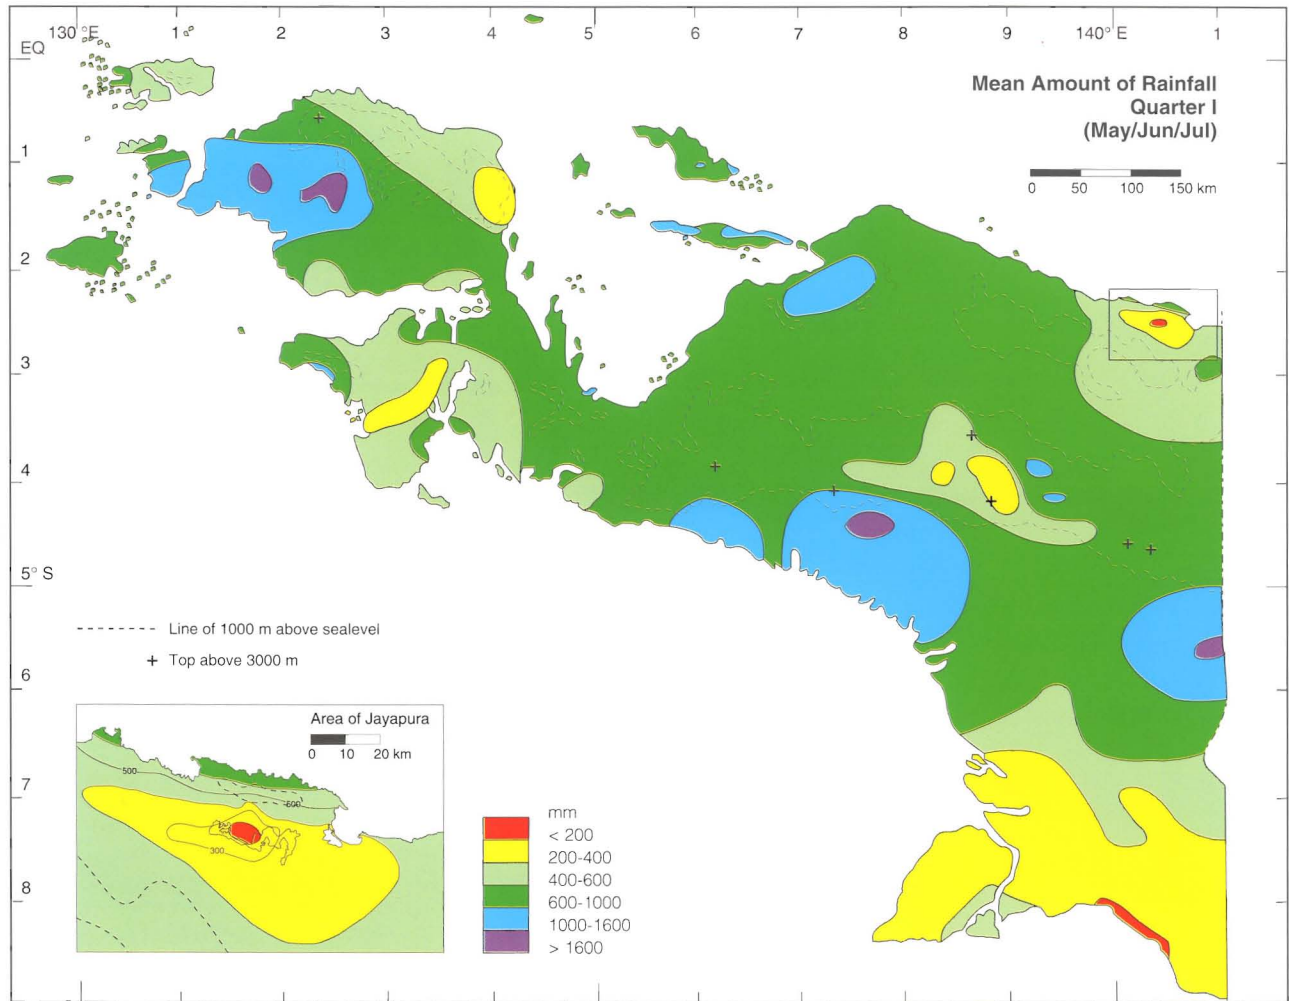 130° E 1 2 3 4 5 6 7 8 9 140° E 1
EQ
Mean Amount of Rainfall
Quarter I
(May/Jun/Jul)
0 50 100 150 km
1
2
3
4
5° S
6
7
8
Line of 1000 m above sealevel
+ Top above 3000 m
Area of Jayapura
0 10 20 km
500
600
300
mm
< 200
200-400
400-600
600-1000
1000-1600
> 1600